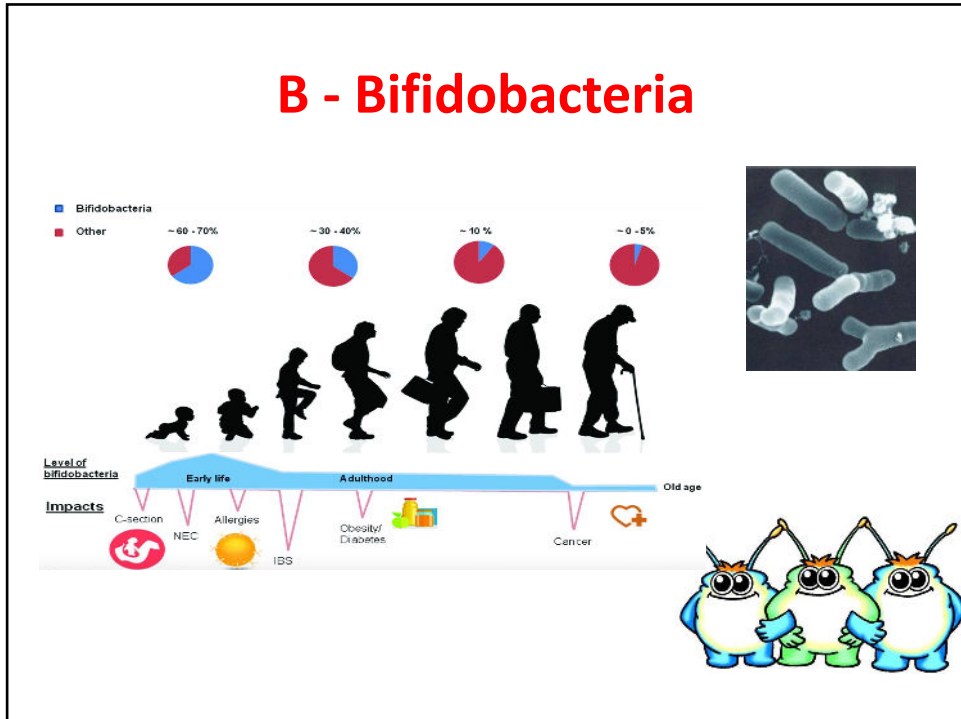 B - Bifidobacteria
Bifidobacteria
Other
~ 60 - 70%
~ 30 - 40%
~ 10 %
~ 0 - 5%
Level of
bifidobacteria
Early life
Adulthood
Old age
Impacts
C-section
NEC
Allergies
IBS
Obesity/
Diabetes
Cancer